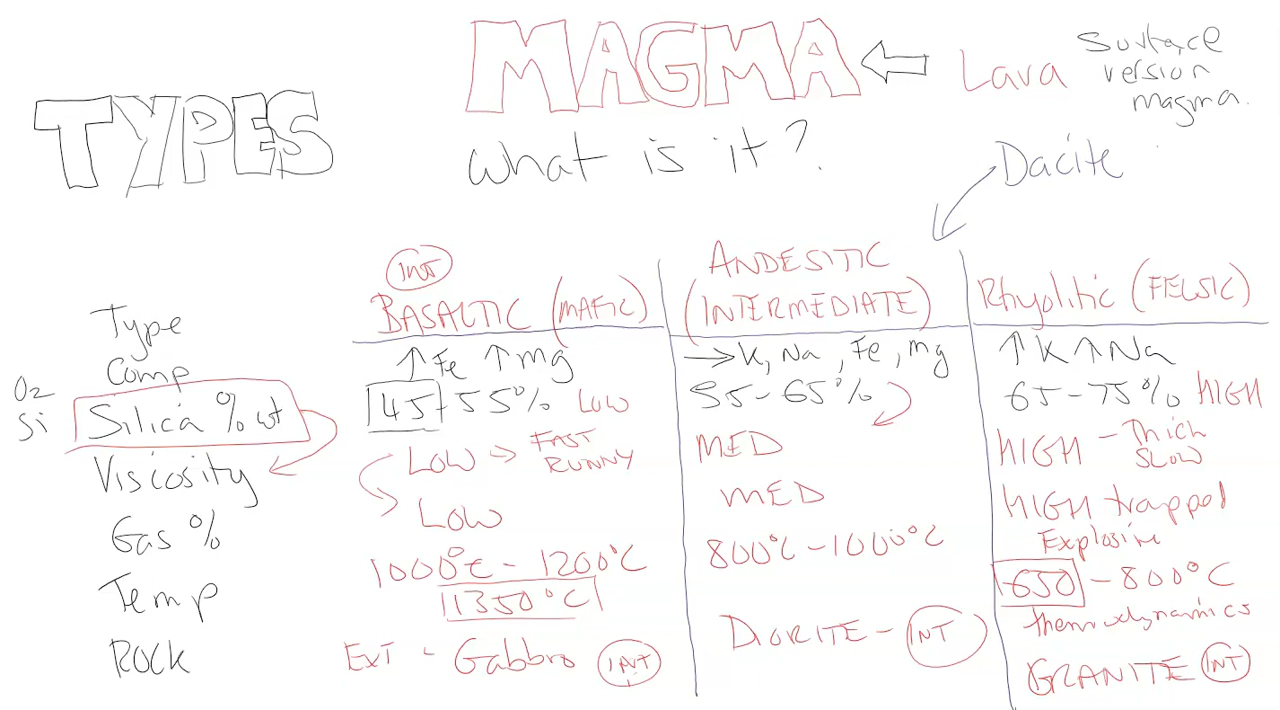 MAGMA
TYPES
Lava
Surface
version
magma.
What is it?
Dacite
INT
BASALTIC (MAFIC)
ANDESITIC
(INTERMEDIATE)
Rhyolitic (FIELSIC)
Type
Comp
↑Fe ↑mg
→K, Na, Fe, mg
↑K ↑Na
O2
Si
Silica % wt
45-55% LOW
55-65%
65-75% HIGH
Viscosity
LOW → FAST
RUNNY
MED
HIGH - Thick
SLOW
Gas %
LOW
MED
HIGH trapped
Explosive
Temp
1000°C - 1200°C
11350°C
800°C-1000°C
650-800°C
thermodynamics
ROCK
EXT - Gabbro INT
DIORITE - INT
GRANITE INT